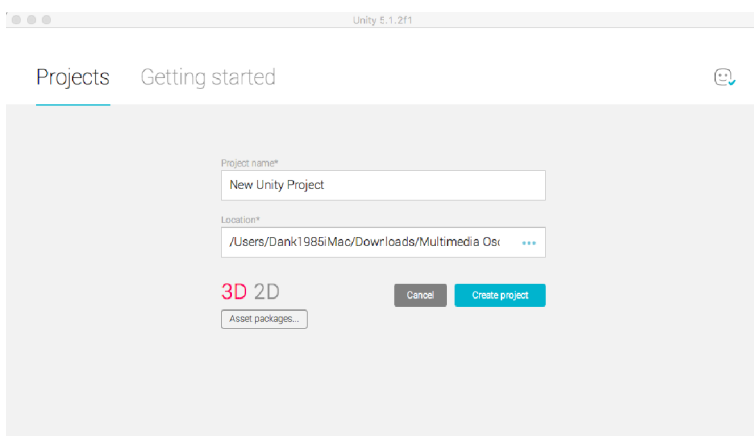 Unity 5.1.2f1
Projects Getting started
Project name*
New Unity Project
Location*
/Users/Dank1985iMac/Downloads/Multimedia Osc ...
3D 2D
Cancel
Create project
Asset packages...